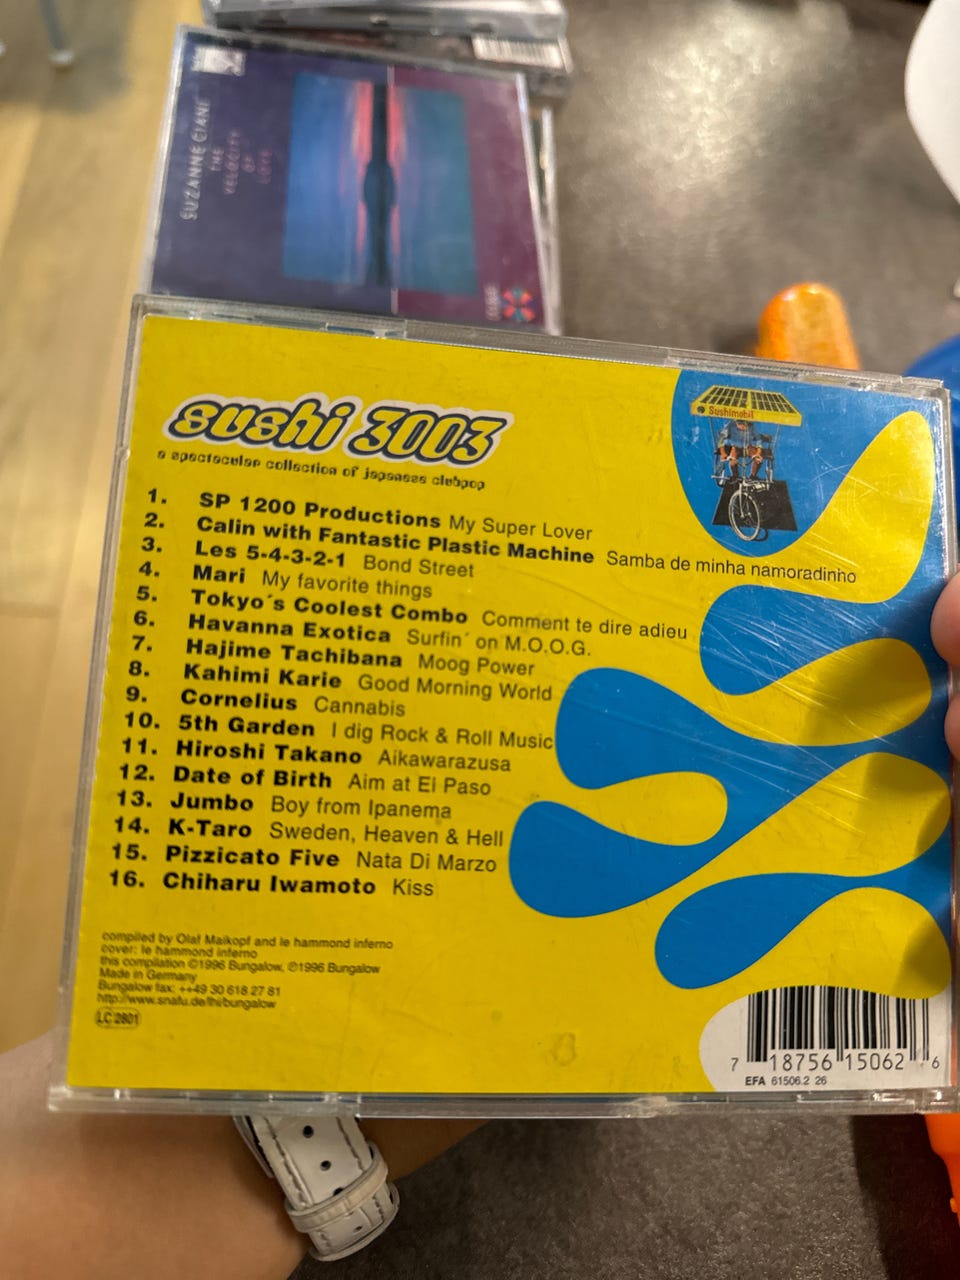 SUZANNE CIANI
THE
VELOCITY
OF
LOVE
sushi 3003
a spectacular collection of japanese clubpop
Sushimobil
1. SP 1200 Productions My Super Lover
2. Calin with Fantastic Plastic Machine Samba de minha namoradinho
3. Les 5-4-3-2-1 Bond Street
4. Mari My favorite things
5. Tokyo´s Coolest Combo Comment te dire adieu
6. Havanna Exotica Surfin´ on M.O.O.G.
7. Hajime Tachibana Moog Power
8. Kahimi Karie Good Morning World
9. Cornelius Cannabis
10. 5th Garden I dig Rock & Roll Music
11. Hiroshi Takano Aikawarazusa
12. Date of Birth Aim at El Paso
13. Jumbo Boy from Ipanema
14. K-Taro Sweden, Heaven & Hell
15. Pizzicato Five Nata Di Marzo
16. Chiharu Iwamoto Kiss
compiled by Olaf Maikopf and le hammond inferno
cover: le hammond inferno
this compilation ©1996 Bungalow, ℗1996 Bungalow
Made in Germany
Bungalow fax: ++49 30 618 27 81
http://www.snafu.de/lhi/bungalow
LC 2801
7 18756 15062 6
EFA 61506.2 26